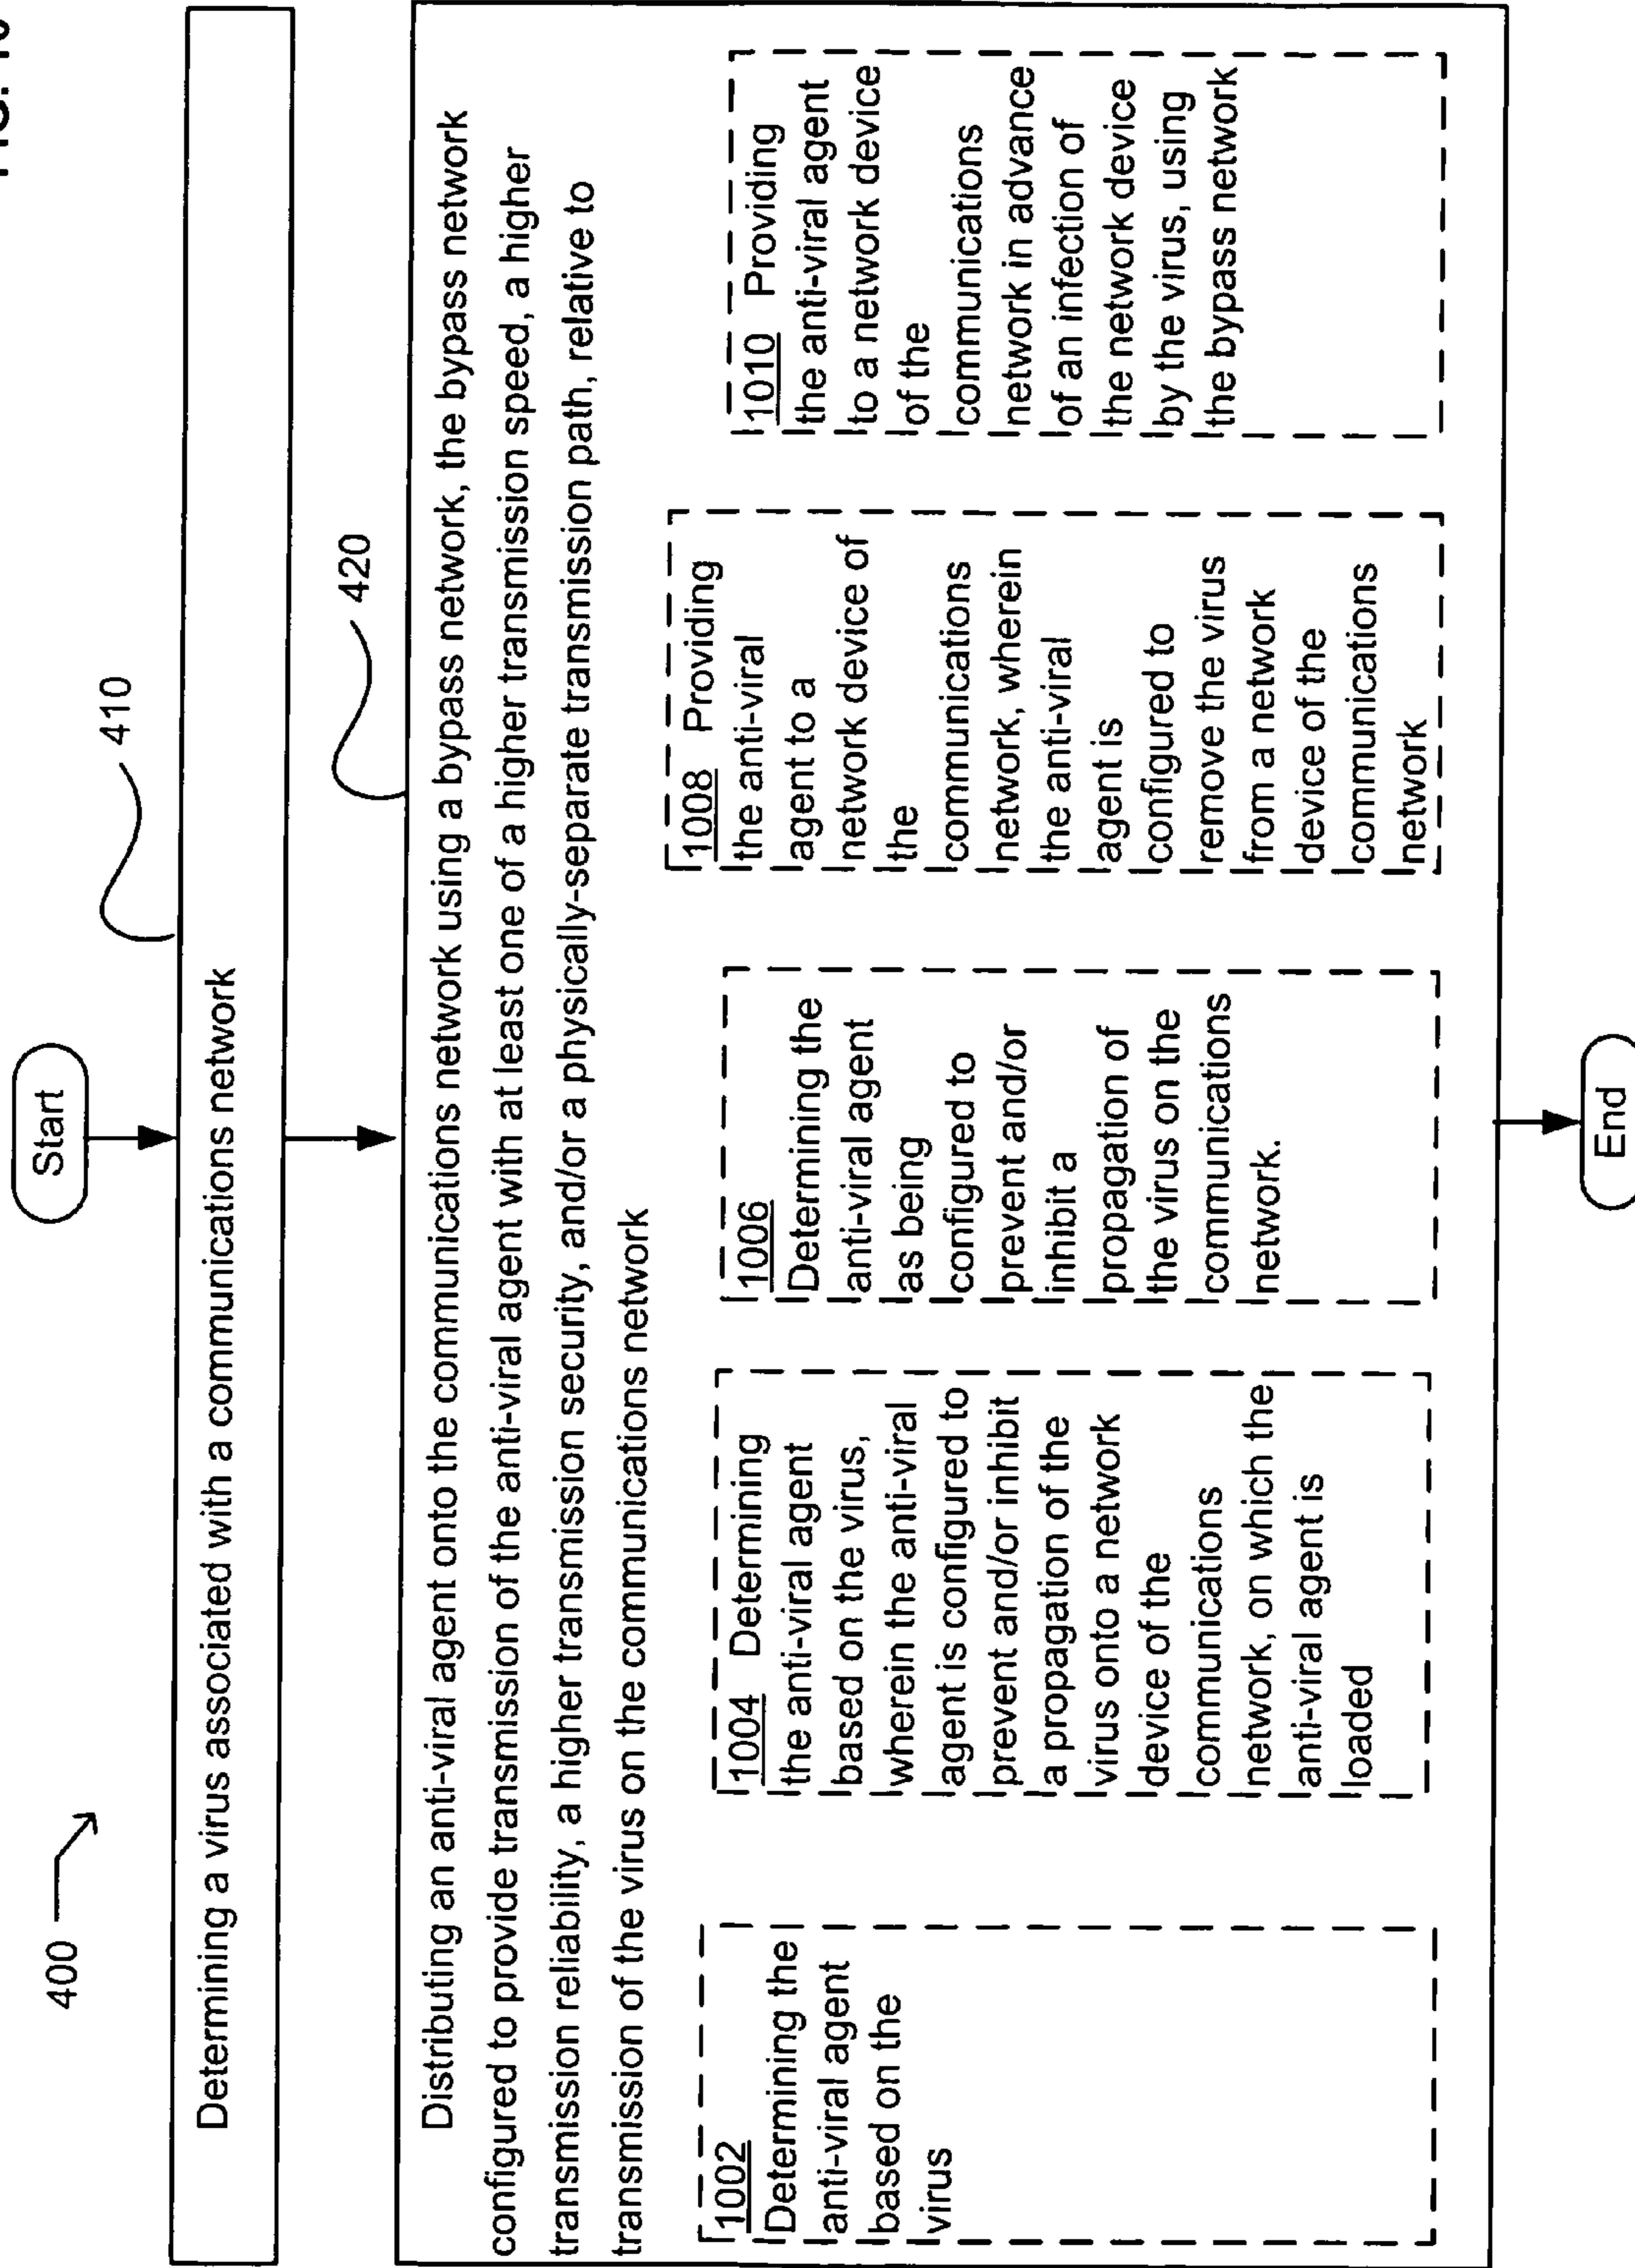 Start
400
410
Determining a virus associated with a communications network
420
Distributing an anti-viral agent onto the communications network using a bypass network, the bypass network
configured to provide transmission of the anti-viral agent with at least one of a higher transmission speed, a higher
transmission reliability, a higher transmission security, and/or a physically-separate transmission path, relative to
transmission of the virus on the communications network
1002
Determining the
anti-viral agent
based on the
virus
1004 Determining
the anti-viral agent
based on the virus,
wherein the anti-viral
agent is configured to
prevent and/or inhibit
a propagation of the
virus onto a network
device of the
communications
network, on which the
anti-viral agent is
loaded
1006
Determining the
anti-viral agent
as being
configured to
prevent and/or
inhibit a
propagation of
the virus on the
communications
network.
1008 Providing
the anti-viral
agent to a
network device of
the
communications
network, wherein
the anti-viral
agent is
configured to
remove the virus
from a network
device of the
communications
network
1010 Providing
the anti-viral agent
to a network device
of the
communications
network in advance
of an infection of
the network device
by the virus, using
the bypass network
End